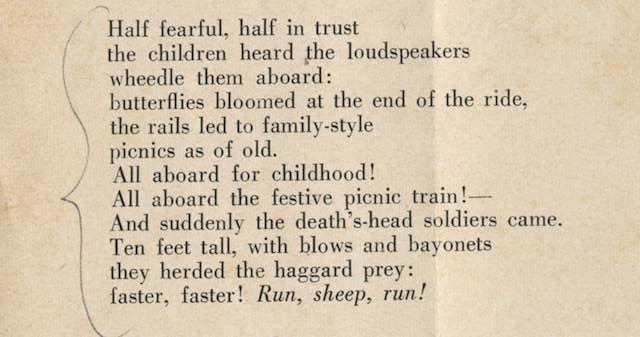 Half fearful, half in trust
the children heard the loudspeakers
wheedle them aboard:
butterflies bloomed at the end of the ride,
the rails led to family-style
picnics as of old.
All aboard for childhood!
All aboard the festive picnic train!—
And suddenly the death's-head soldiers came.
Ten feet tall, with blows and bayonets
they herded the haggard prey:
faster, faster! Run, sheep, run!